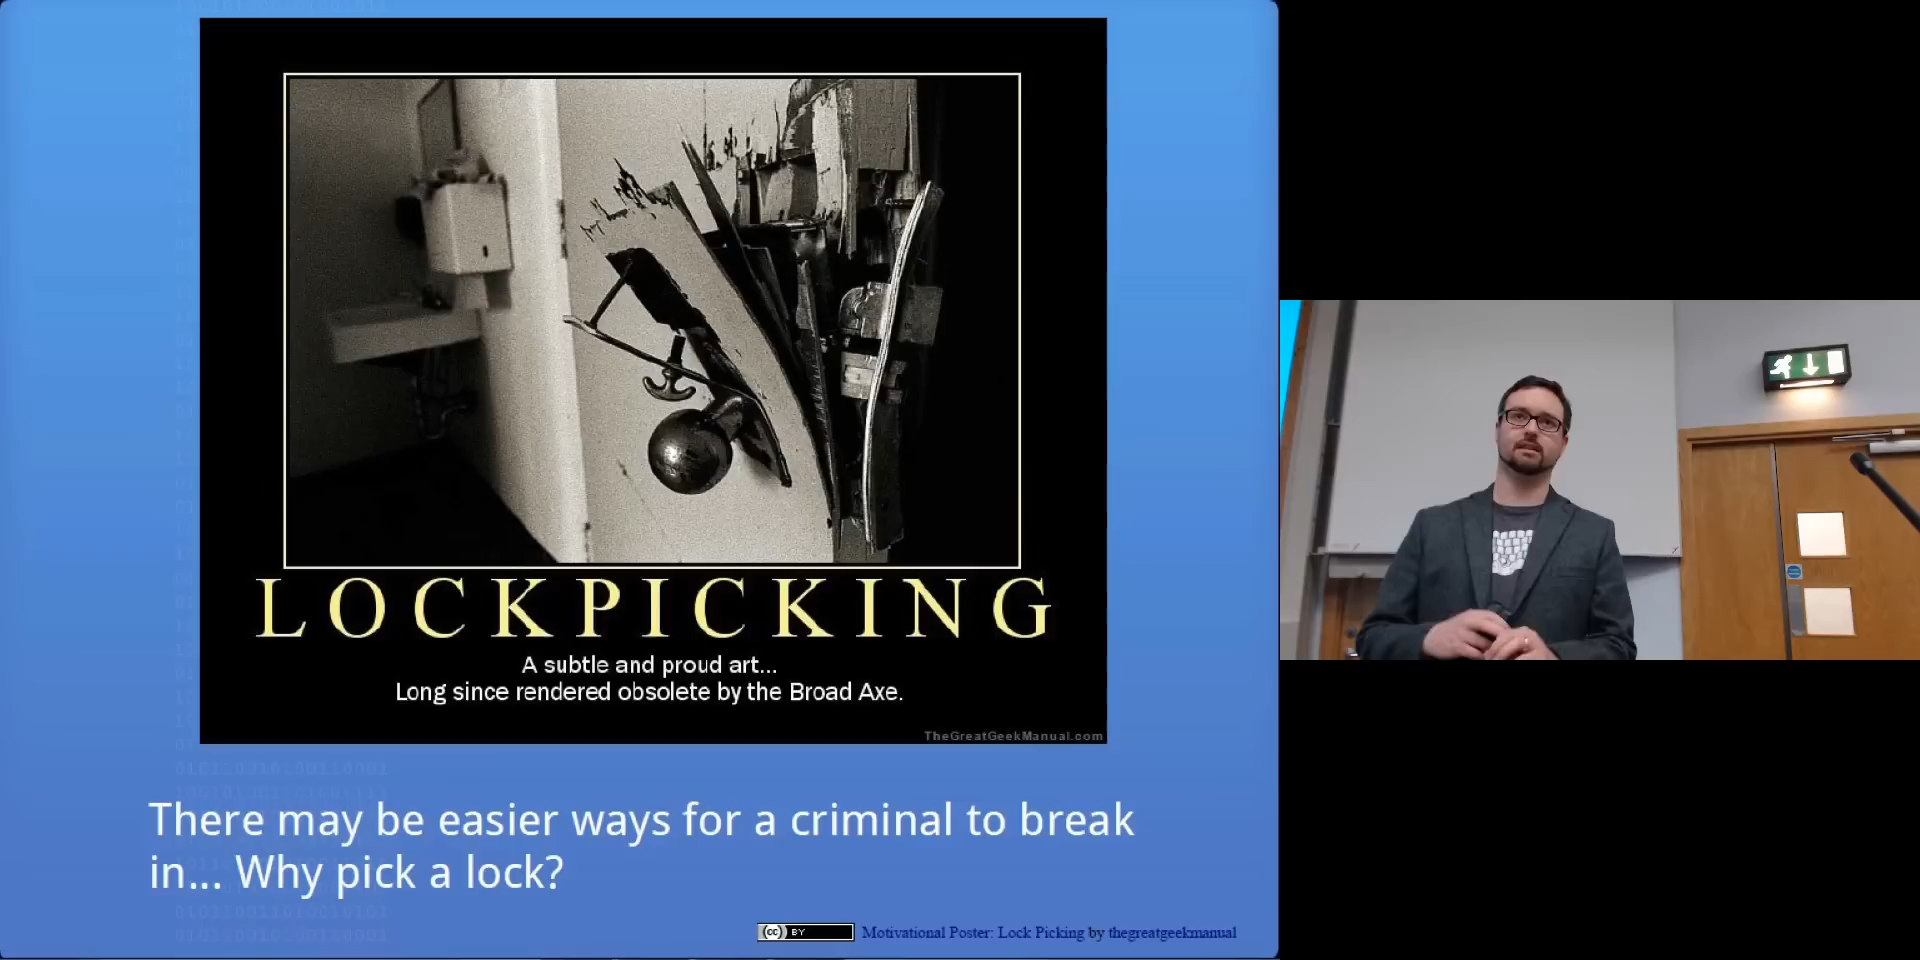 LOCKPICKING
A subtle and proud art...
Long since rendered obsolete by the Broad Axe.
TheGreatGeekManual.com
There may be easier ways for a criminal to break
in... Why pick a lock?
(cc) BY
Motivational Poster: Lock Picking by thegreatgeekmanual